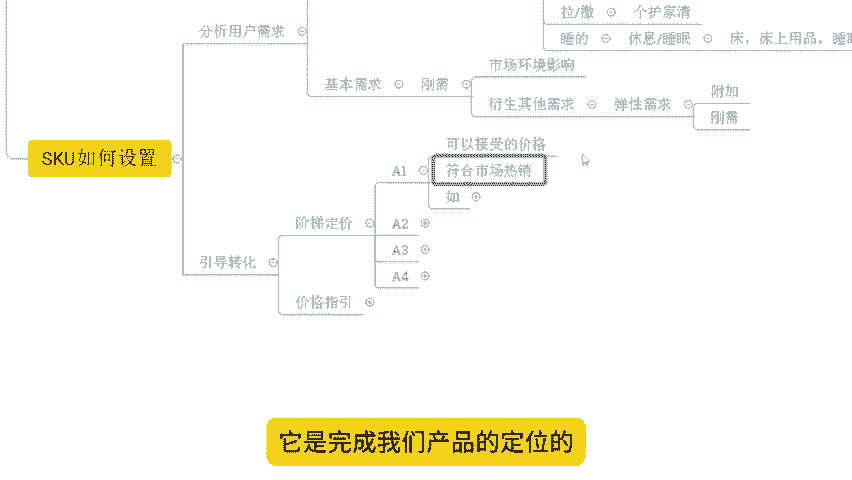 拉/撒 个护家清
分析用户需求
睡的 休息/睡眠 床，床上用品，睡
市场环境影响
基本需求 刚需
附加
衍生其他需求 弹性需求
刚需
可以接受的价格
SKU如何设置
A1 符合市场热销
如
阶梯定价 A2
A3
引导转化
A4
价格指引
它是完成我们产品的定位的